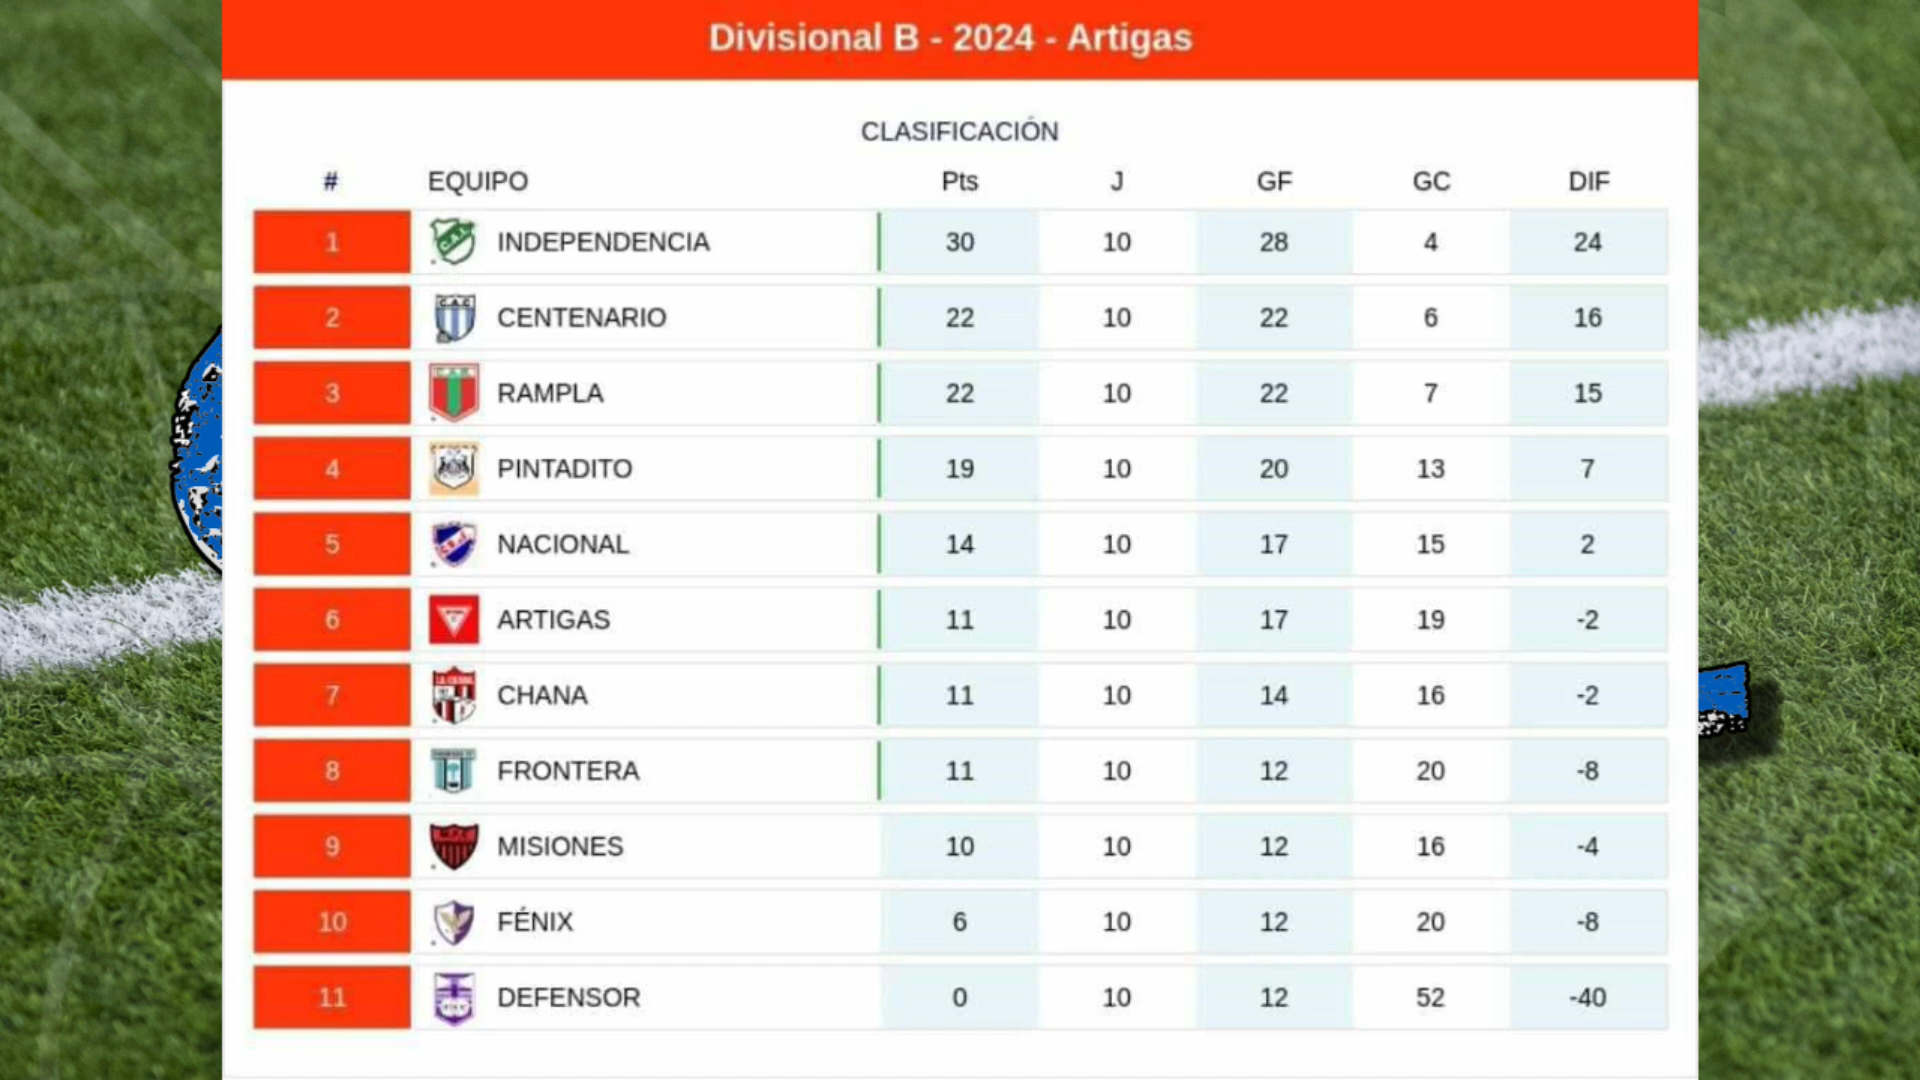 Divisional B - 2024 - Artigas
CLASIFICACIÓN
# EQUIPO Pts J GF GC DIF
1 INDEPENDENCIA 30 10 28 4 24
2 CENTENARIO 22 10 22 6 16
3 RAMPLA 22 10 22 7 15
4 PINTADITO 19 10 20 13 7
5 NACIONAL 14 10 17 15 2
6 ARTIGAS 11 10 17 19 -2
7 CHANA 11 10 14 16 -2
8 FRONTERA 11 10 12 20 -8
9 MISIONES 10 10 12 16 -4
10 FÉNIX 6 10 12 20 -8
11 DEFENSOR 0 10 12 52 -40